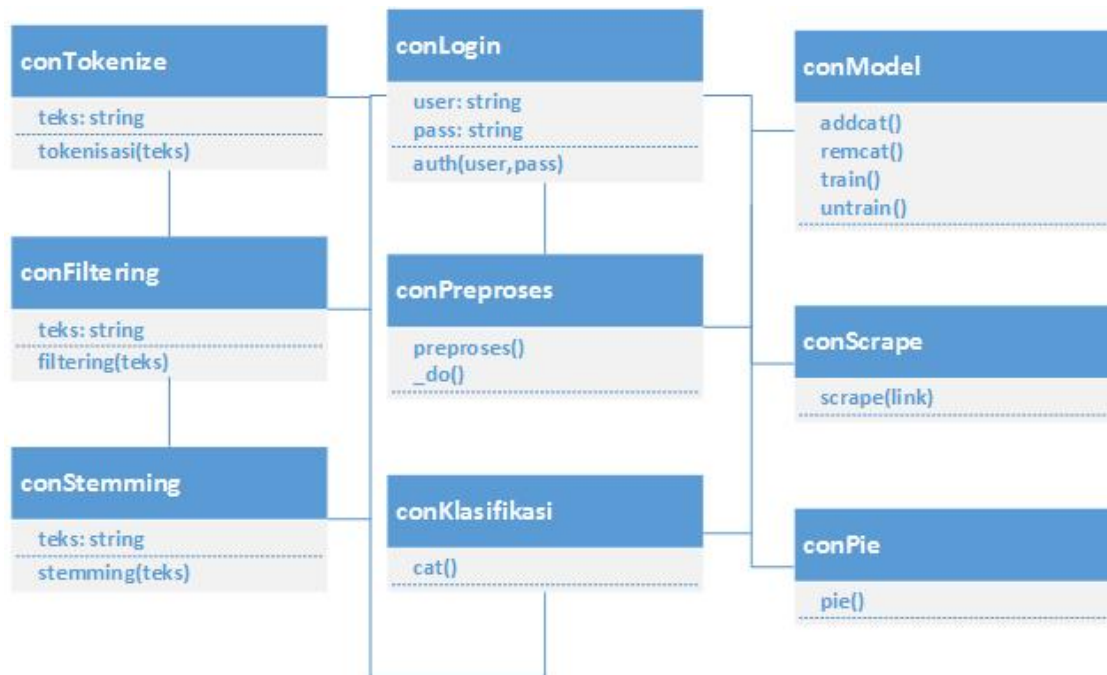 conTokenize
teks: string
tokenisasi(teks)
conFiltering
teks: string
filtering(teks)
conStemming
teks: string
stemming(teks)
conLogin
user: string
pass: string
auth(user,pass)
conPreproses
preproses()
_do()
conKlasifikasi
cat()
conModel
addcat()
remcat()
train()
untrain()
conScrape
scrape(link)
conPie
pie()